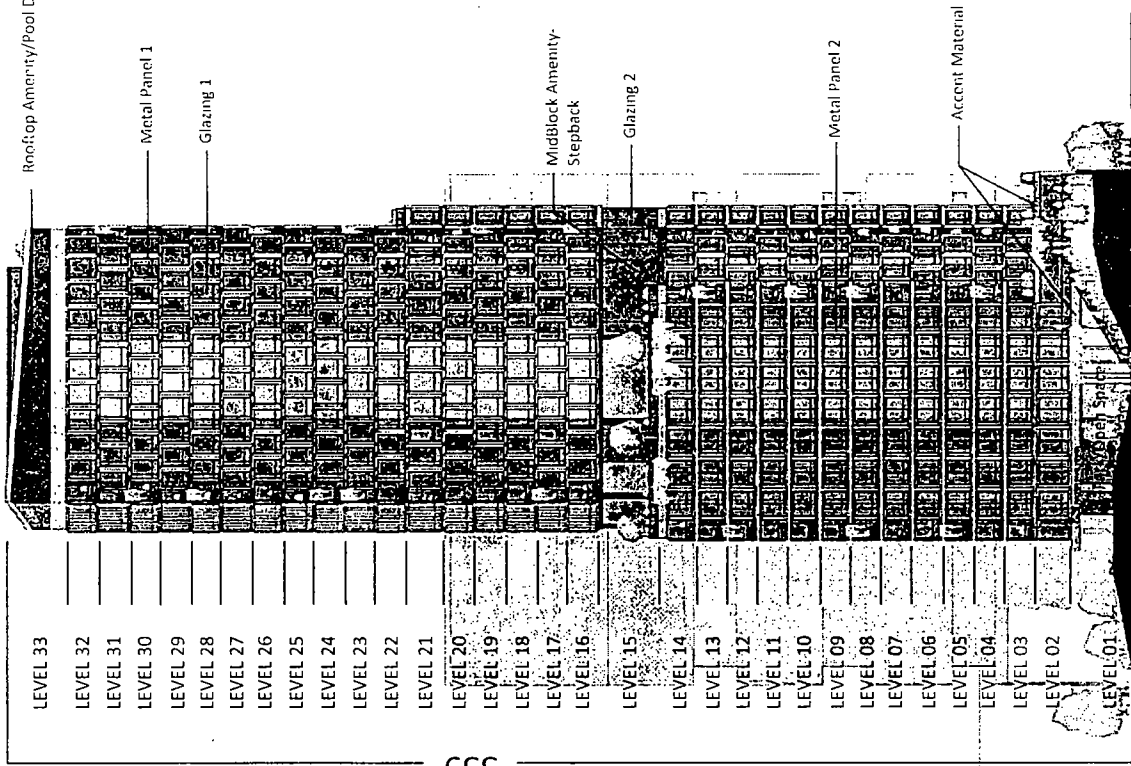 Rooftop Amenity/Pool D
Metal Panel 1
Glazing 1
MidBlock Amenity-
Stepback
Glazing 2
Metal Panel 2
Accent Material
Open Space
LEVEL 33
LEVEL 32
LEVEL 31
LEVEL 30
LEVEL 29
LEVEL 28
LEVEL 27
LEVEL 26
LEVEL 25
LEVEL 24
LEVEL 23
LEVEL 22
LEVEL 21
LEVEL 20
LEVEL 19
LEVEL 18
LEVEL 17
LEVEL 16
LEVEL 15
LEVEL 14
LEVEL 13
LEVEL 12
LEVEL 11
LEVEL 10
LEVEL 09
LEVEL 08
LEVEL 07
LEVEL 06
LEVEL 05
LEVEL 04
LEVEL 03
LEVEL 02
LEVEL 01